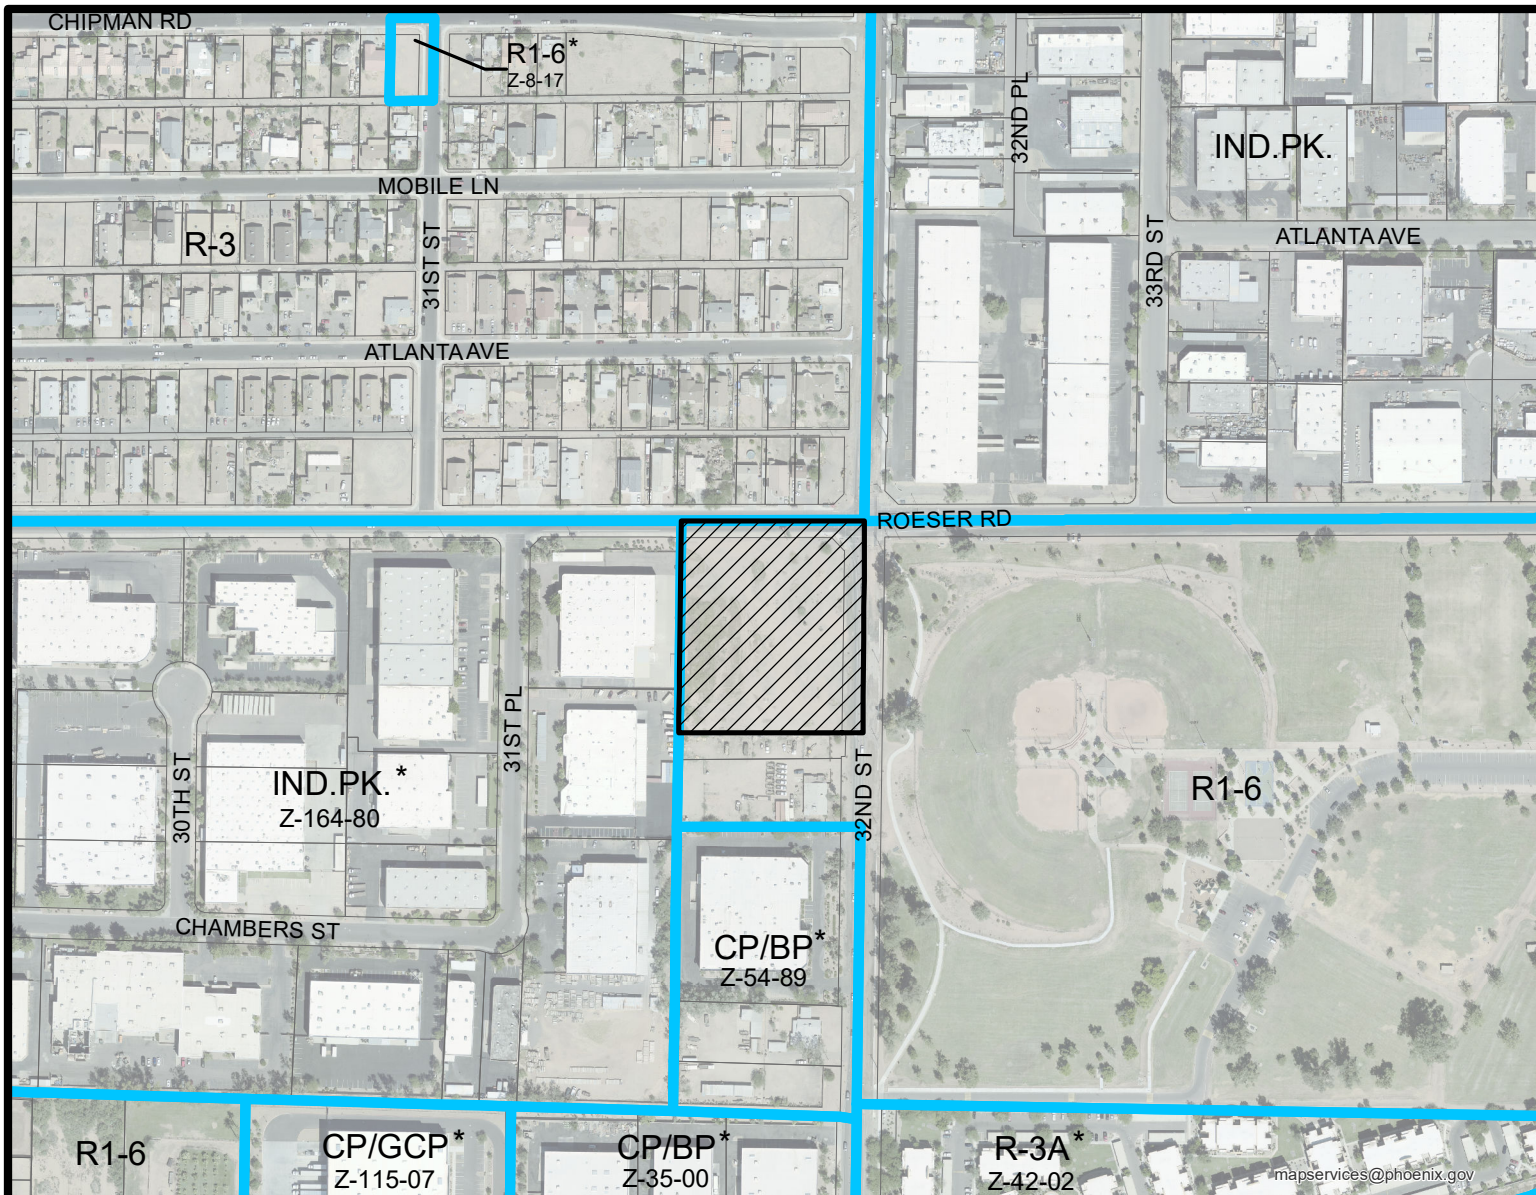 CHIPMAN RD
R1-6*
Z-8-17
32ND PL
IND.PK.
MOBILE LN
R-3
31ST ST
33RD ST
ATLANTA AVE
ATLANTA AVE
ROESER RD
31ST PL
30TH ST
IND.PK.*
Z-164-80
32ND ST
R1-6
CHAMBERS ST
CP/BP*
Z-54-89
R1-6
CP/GCP*
Z-115-07
CP/BP*
Z-35-00
R-3A*
Z-42-02
mapservices@phoenix.gov